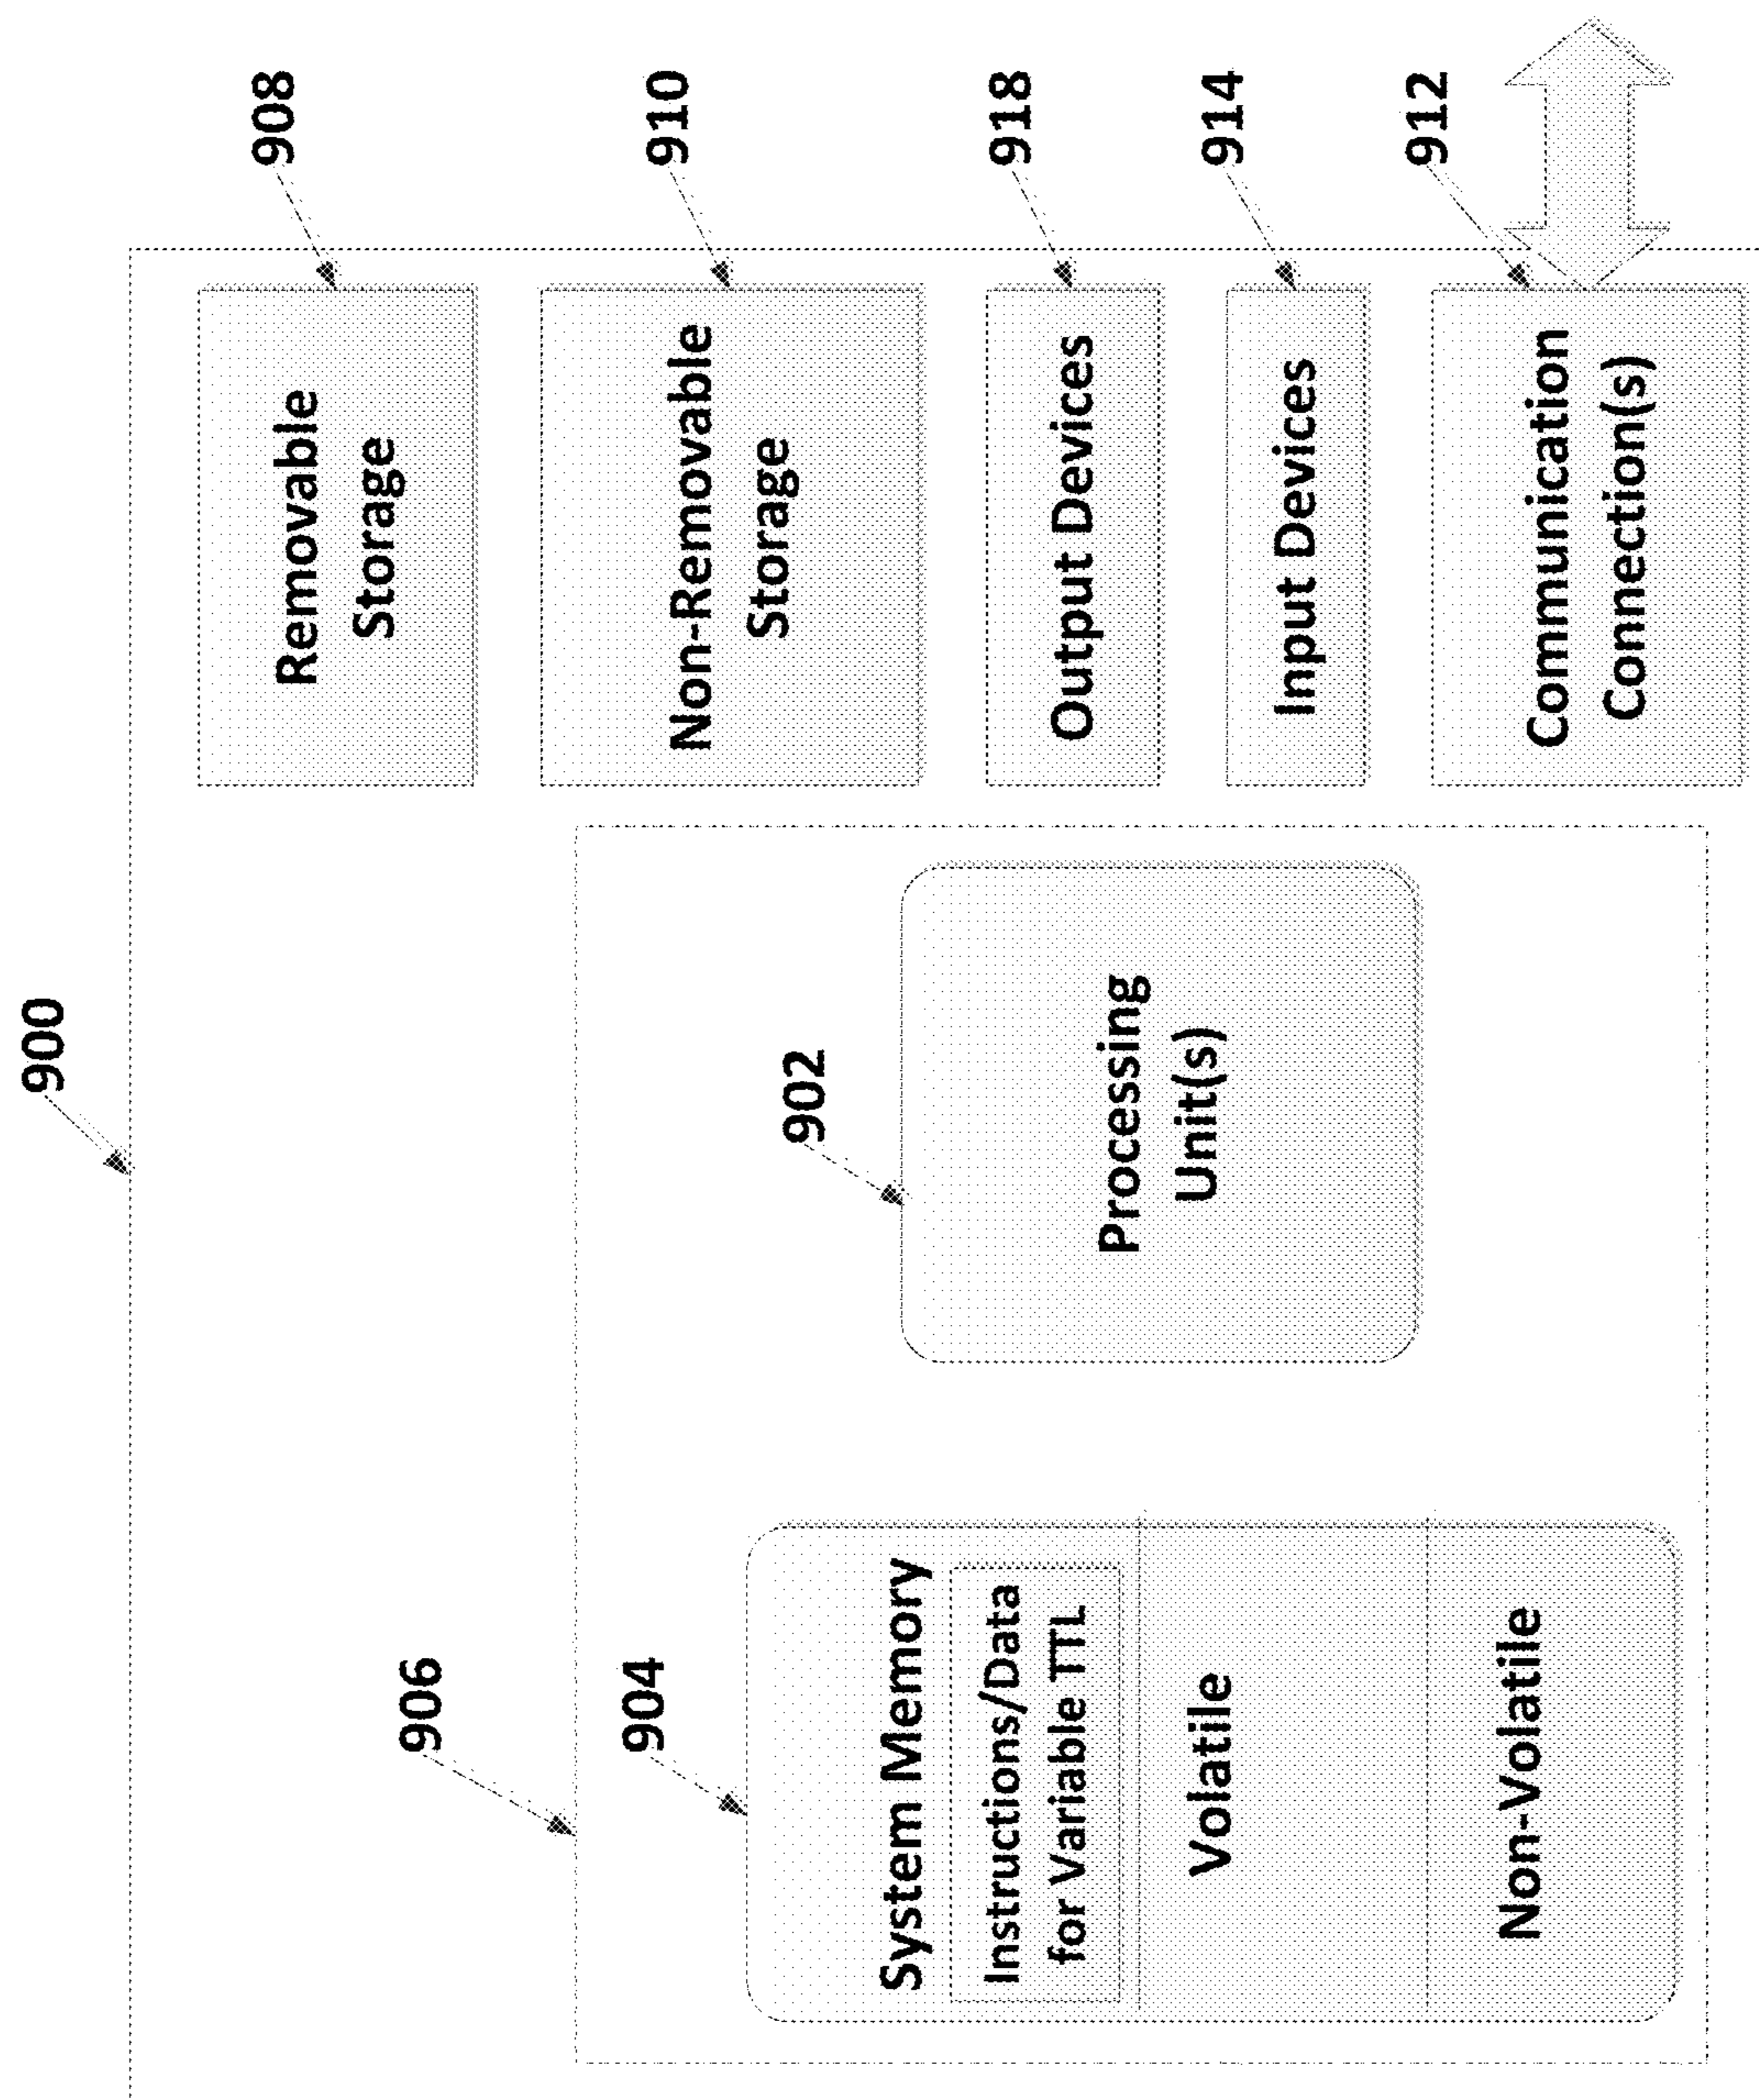 900
906
904
System Memory
Instructions/Data
for Variable TTL
Volatile
Non-Volatile
902
Processing
Unit(s)
Removable
Storage
908
Non-Removable
Storage
910
Output Devices
918
Input Devices
914
Communication
Connection(s)
912